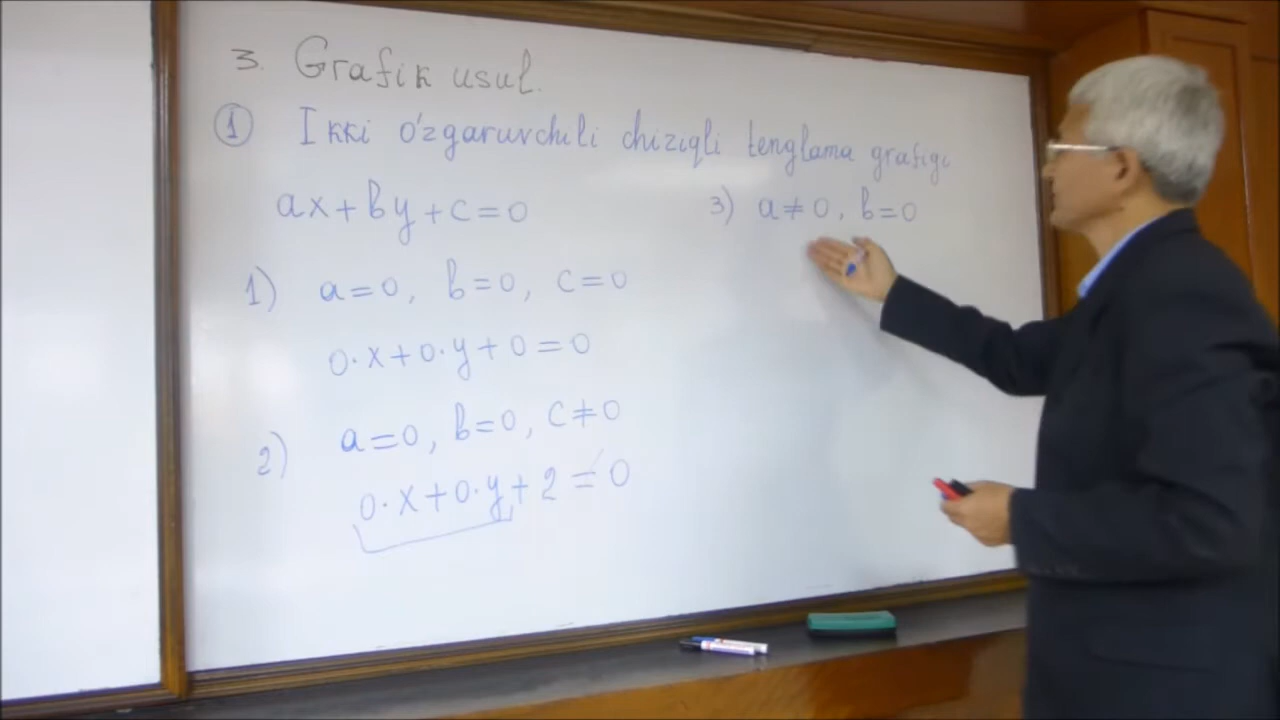 3. Grafik usul.
① Ikki o'zgaruvchili chiziqli tenglama grafigi
ax+by+c=0
1) a=0, b=0, c=0
0·x+0·y+0=0
2) a=0, b=0, c≠0
0·x+0·y+2=0
3) a≠0, b=0